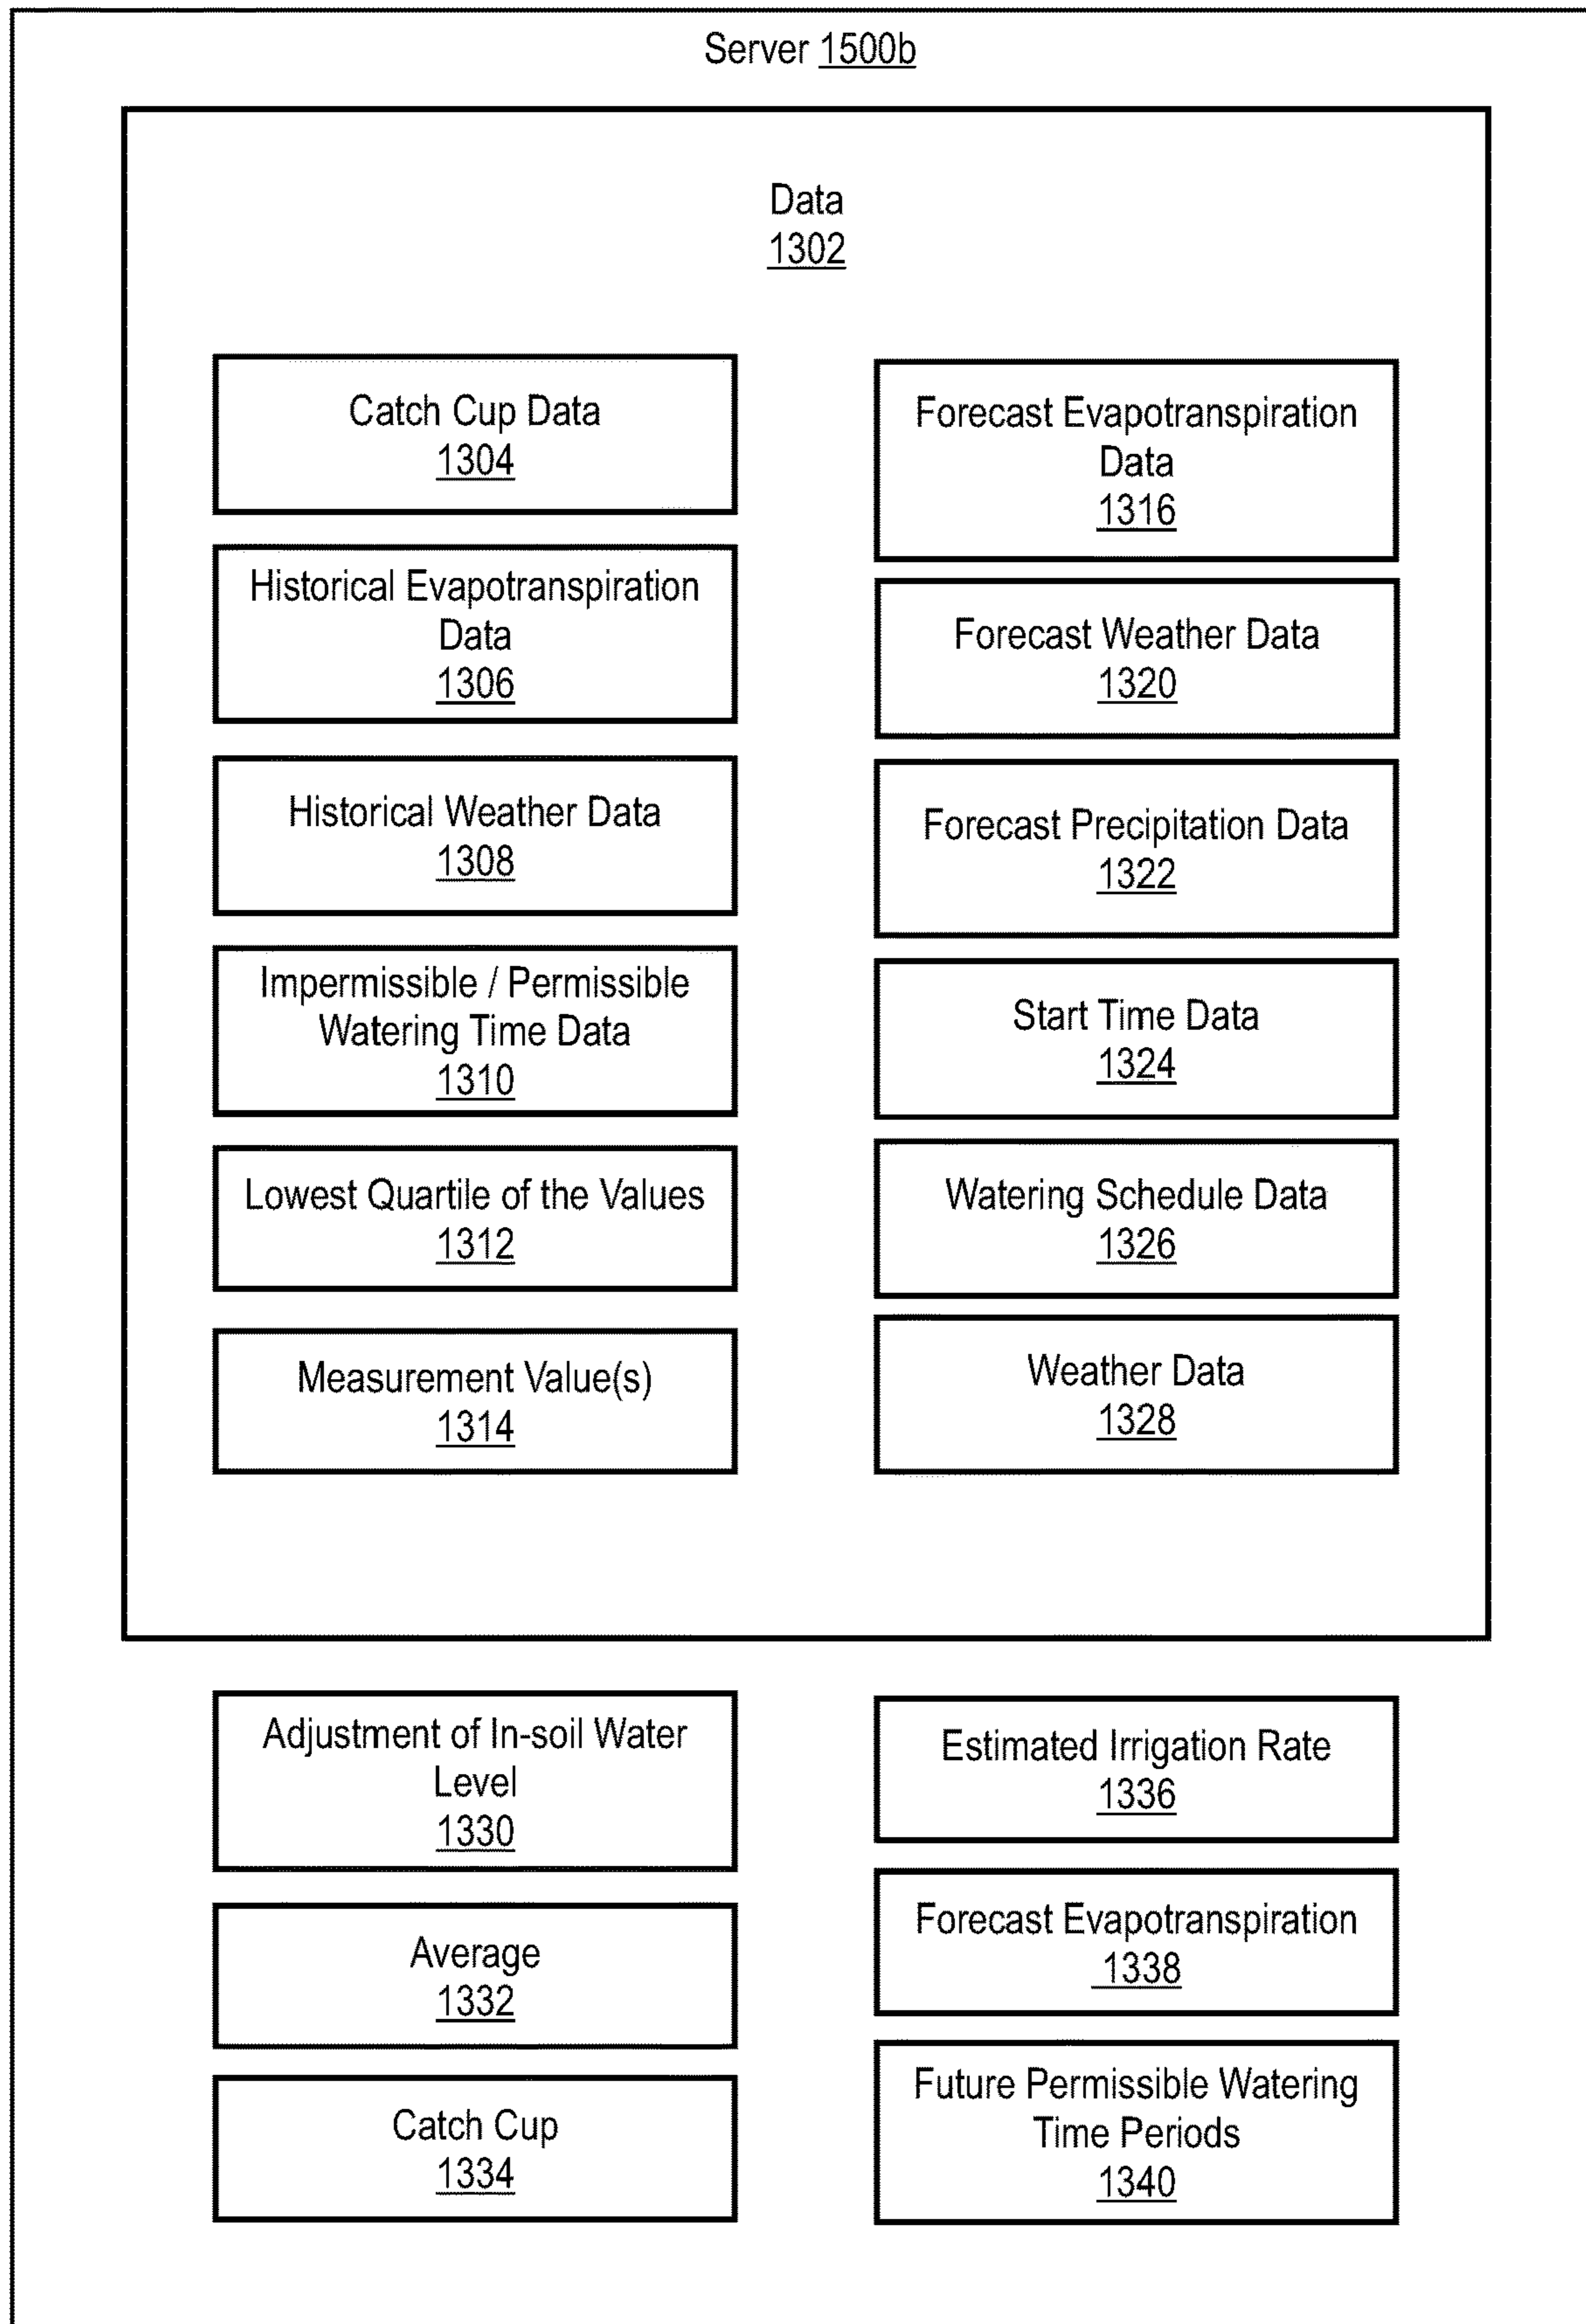 Server 1500b
Data
1302
Catch Cup Data
1304
Historical Evapotranspiration
Data
1306
Historical Weather Data
1308
Impermissible / Permissible
Watering Time Data
1310
Lowest Quartile of the Values
1312
Measurement Value(s)
1314
Forecast Evapotranspiration
Data
1316
Forecast Weather Data
1320
Forecast Precipitation Data
1322
Start Time Data
1324
Watering Schedule Data
1326
Weather Data
1328
Adjustment of In-soil Water
Level
1330
Average
1332
Catch Cup
1334
Estimated Irrigation Rate
1336
Forecast Evapotranspiration
1338
Future Permissible Watering
Time Periods
1340